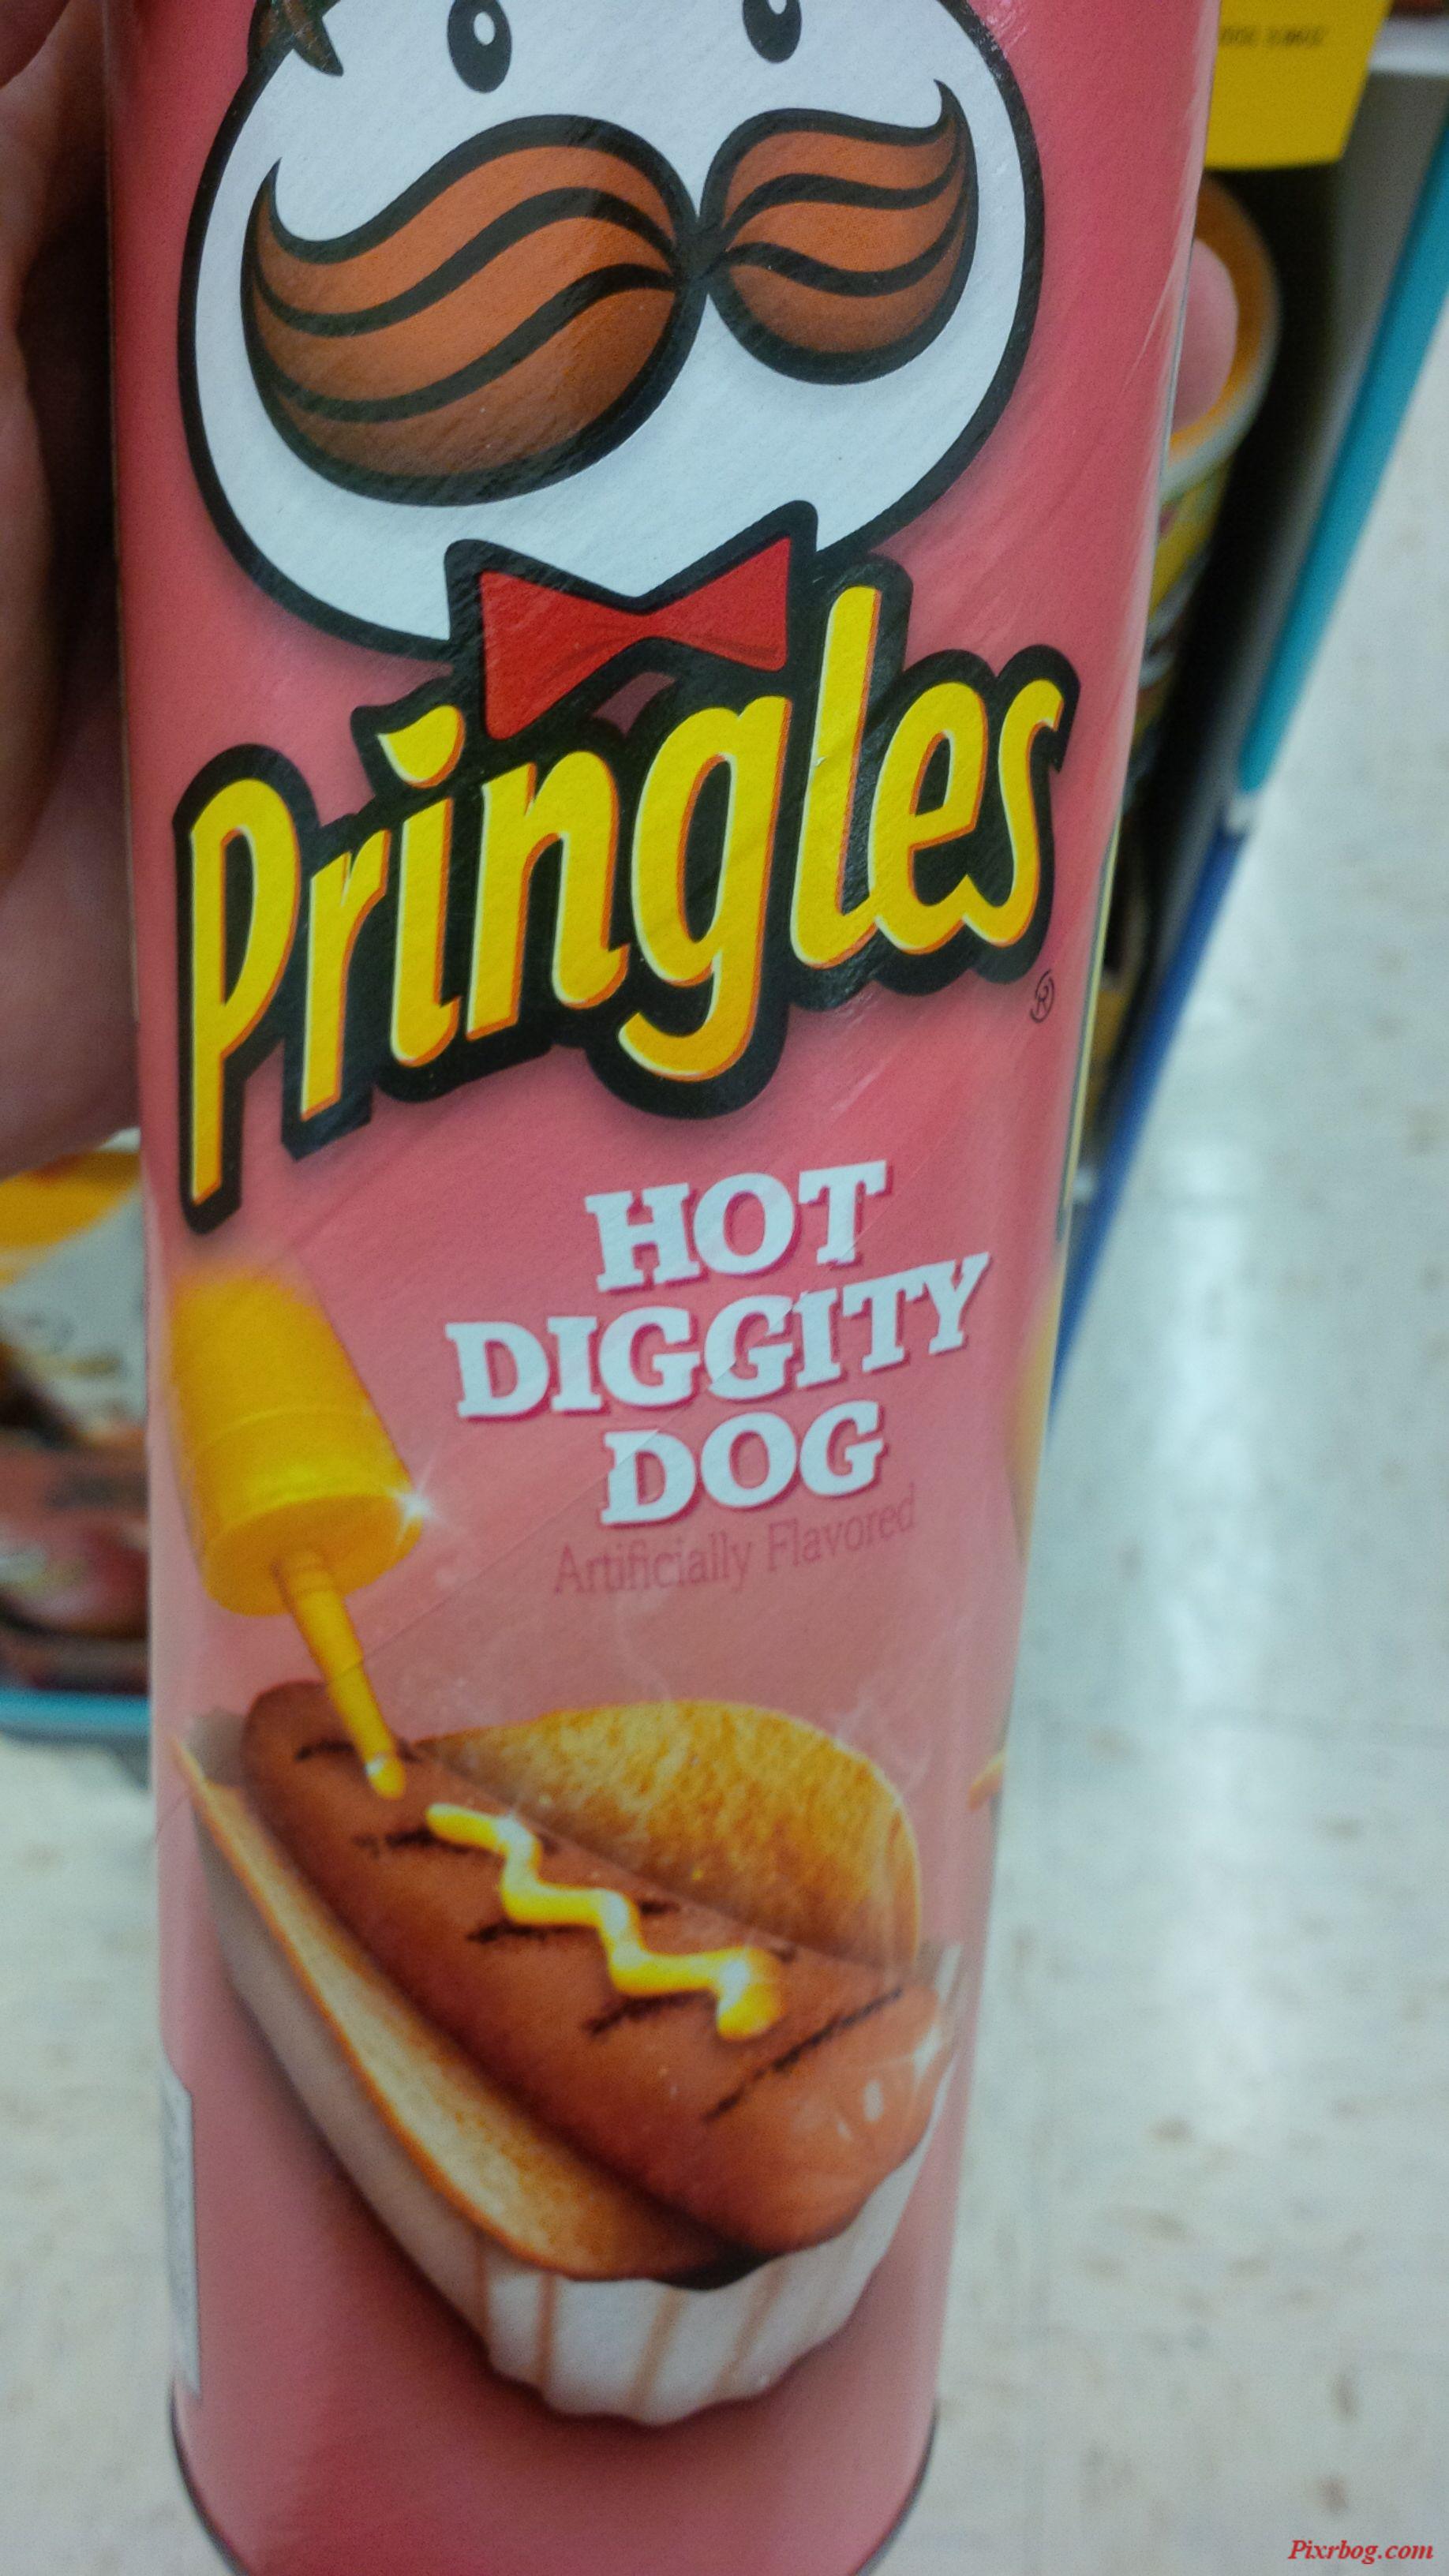 Pringles
®
HOT
DIGGITY
DOG
Artificially Flavored
Pixrbog.com